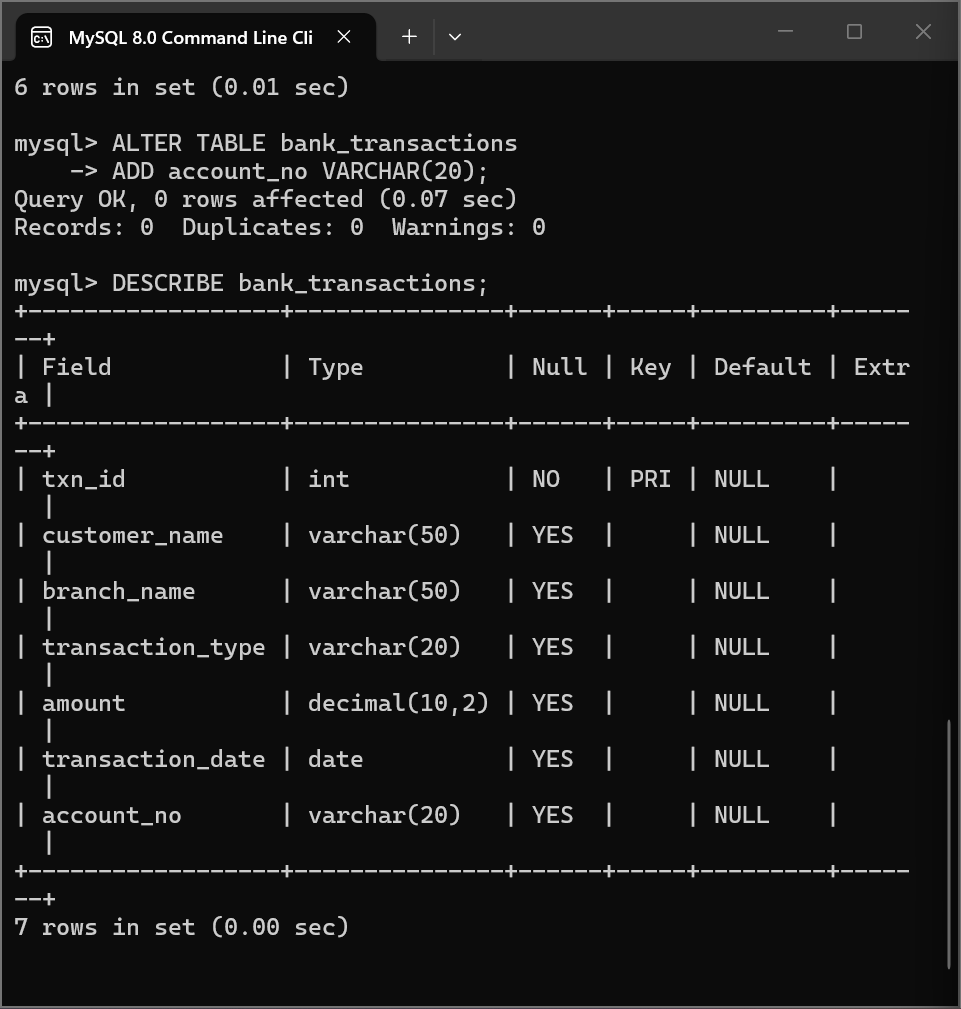 MySQL 8.0 Command Line Cli
6 rows in set (0.01 sec)
mysql> ALTER TABLE bank_transactions
    -> ADD account_no VARCHAR(20);
Query OK, 0 rows affected (0.07 sec)
Records: 0  Duplicates: 0  Warnings: 0
mysql> DESCRIBE bank_transactions;
+------------------+---------------+------+-----+---------+-----
--+
| Field            | Type          | Null | Key | Default | Extr
a |
+------------------+---------------+------+-----+---------+-----
--+
| txn_id           | int           | NO   | PRI | NULL    |
  |
| customer_name    | varchar(50)   | YES  |     | NULL    |
  |
| branch_name      | varchar(50)   | YES  |     | NULL    |
  |
| transaction_type | varchar(20)   | YES  |     | NULL    |
  |
| amount           | decimal(10,2) | YES  |     | NULL    |
  |
| transaction_date | date          | YES  |     | NULL    |
  |
| account_no       | varchar(20)   | YES  |     | NULL    |
  |
+------------------+---------------+------+-----+---------+-----
--+
7 rows in set (0.00 sec)